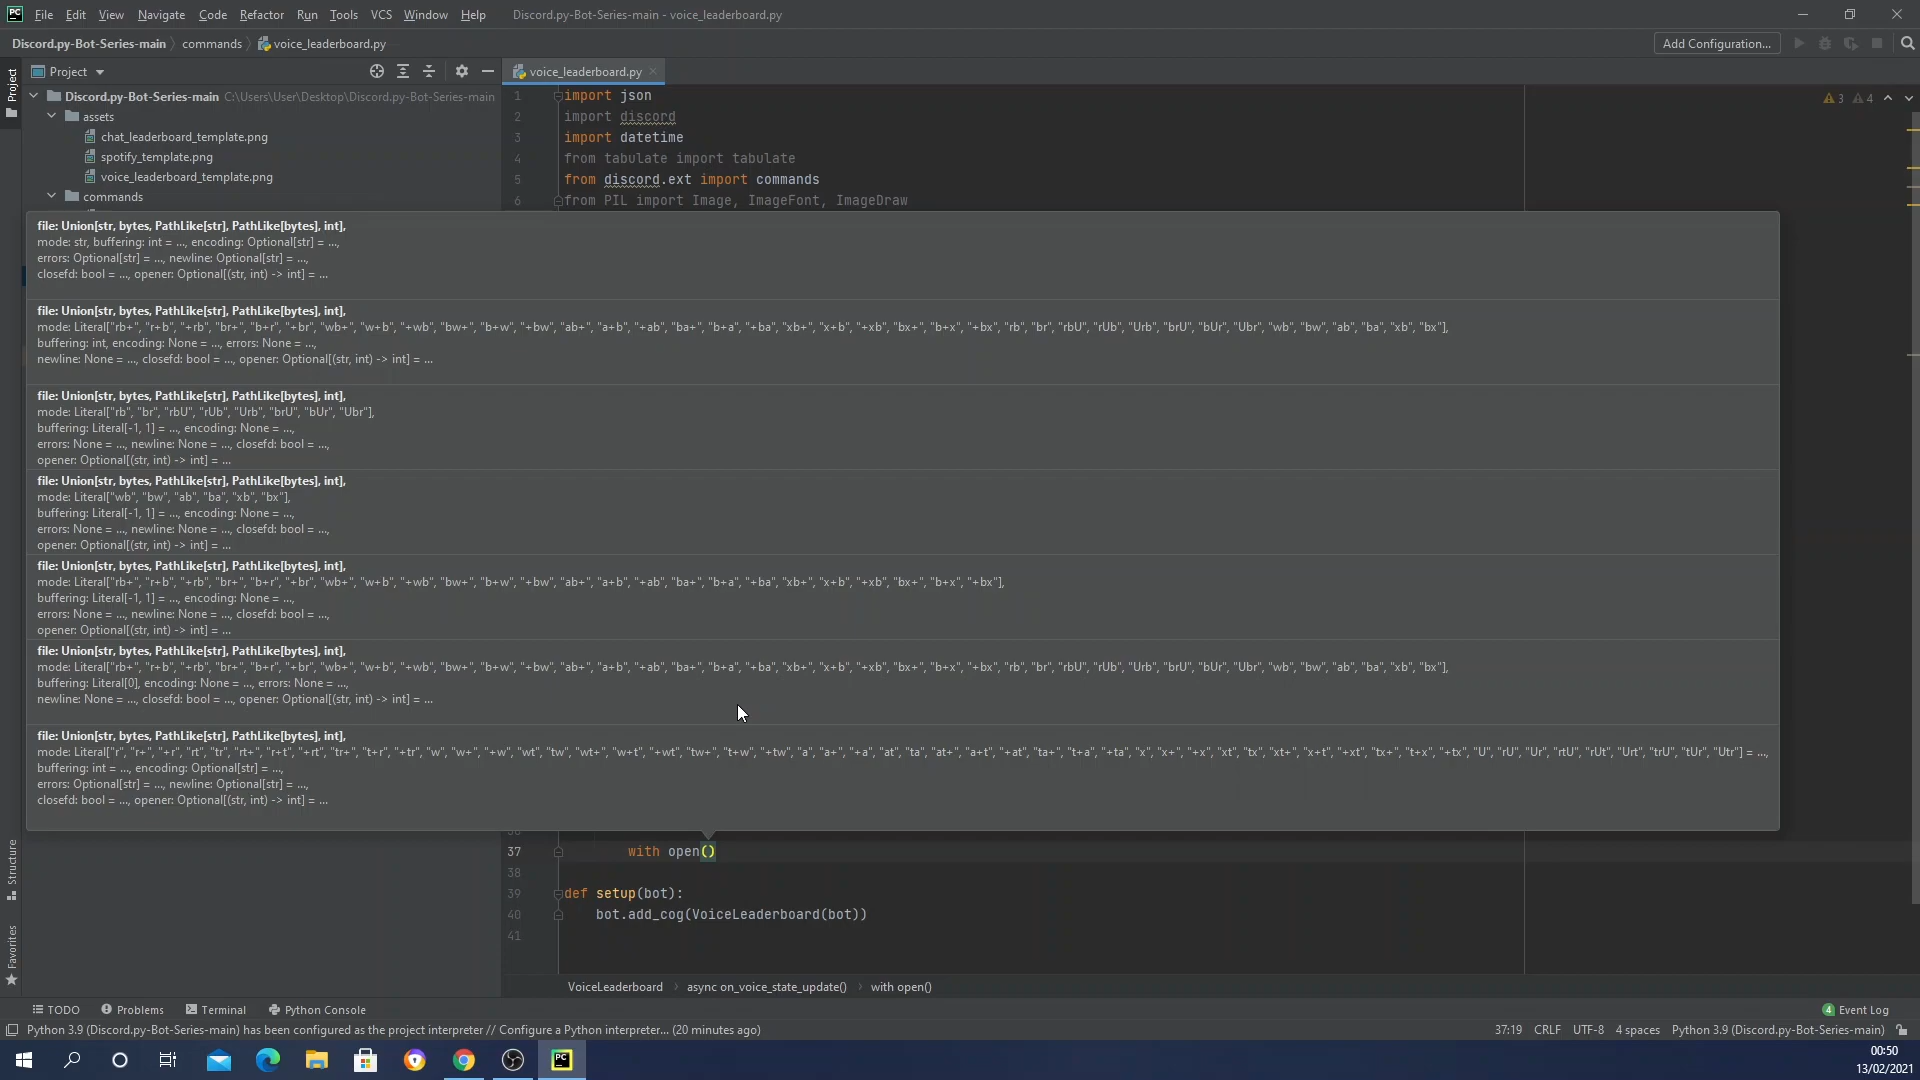 PC File Edit View Navigate Code Refactor Run Tools VCS Window Help Discord.py-Bot-Series-main - voice_leaderboard.py
Discord.py-Bot-Series-main commands voice_leaderboard.py Add Configuration...
Project
Project
voice_leaderboard.py
Discord.py-Bot-Series-main C:\Users\User\Desktop\Discord.py-Bot-Series-main
assets
chat_leaderboard_template.png
spotify_template.png
voice_leaderboard_template.png
commands
1 import json
2 import discord
3 import datetime
4 from tabulate import tabulate
5 from discord.ext import commands
6 from PIL import Image, ImageFont, ImageDraw
3 4
file: Union[str, bytes, PathLike[str], PathLike[bytes], int],
mode: str, buffering: int = ..., encoding: Optional[str] = ...,
errors: Optional[str] = ..., newline: Optional[str] = ...,
closefd: bool = ..., opener: Optional[(str, int) -> int] = ...
file: Union[str, bytes, PathLike[str], PathLike[bytes], int],
mode: Literal["rb+", "r+b", "+rb", "br+", "b+r", "+br", "wb+", "w+b", "+wb", "bw+", "b+w", "+bw", "ab+", "a+b", "+ab", "ba+", "b+a", "+ba", "xb+", "x+b", "+xb", "bx+", "b+x", "+bx", "rb", "br", "rbU", "rUb", "Urb", "brU", "bUr", "Ubr", "wb", "bw", "ab", "ba", "xb", "bx"],
buffering: int, encoding: None = ..., errors: None = ...,
newline: None = ..., closefd: bool = ..., opener: Optional[(str, int) -> int] = ...
file: Union[str, bytes, PathLike[str], PathLike[bytes], int],
mode: Literal["rb", "br", "rbU", "rUb", "Urb", "brU", "bUr", "Ubr"],
buffering: Literal[-1, 1] = ..., encoding: None = ...,
errors: None = ..., newline: None = ..., closefd: bool = ...,
opener: Optional[(str, int) -> int] = ...
file: Union[str, bytes, PathLike[str], PathLike[bytes], int],
mode: Literal["wb", "bw", "ab", "ba", "xb", "bx"],
buffering: Literal[-1, 1] = ..., encoding: None = ...,
errors: None = ..., newline: None = ..., closefd: bool = ...,
opener: Optional[(str, int) -> int] = ...
file: Union[str, bytes, PathLike[str], PathLike[bytes], int],
mode: Literal["rb+", "r+b", "+rb", "br+", "b+r", "+br", "wb+", "w+b", "+wb", "bw+", "b+w", "+bw", "ab+", "a+b", "+ab", "ba+", "b+a", "+ba", "xb+", "x+b", "+xb", "bx+", "b+x", "+bx"],
buffering: Literal[-1, 1] = ..., encoding: None = ...,
errors: None = ..., newline: None = ..., closefd: bool = ...,
opener: Optional[(str, int) -> int] = ...
file: Union[str, bytes, PathLike[str], PathLike[bytes], int],
mode: Literal["rb+", "r+b", "+rb", "br+", "b+r", "+br", "wb+", "w+b", "+wb", "bw+", "b+w", "+bw", "ab+", "a+b", "+ab", "ba+", "b+a", "+ba", "xb+", "x+b", "+xb", "bx+", "b+x", "+bx", "rb", "br", "rbU", "rUb", "Urb", "brU", "bUr", "Ubr", "wb", "bw", "ab", "ba", "xb", "bx"],
buffering: Literal[0], encoding: None = ..., errors: None = ...,
newline: None = ..., closefd: bool = ..., opener: Optional[(str, int) -> int] = ...
file: Union[str, bytes, PathLike[str], PathLike[bytes], int],
mode: Literal["r", "r+", "+r", "rt", "tr", "rt+", "r+t", "+rt", "tr+", "t+r", "+tr", "w", "w+", "+w", "wt", "tw", "wt+", "w+t", "+wt", "tw+", "t+w", "+tw", "a", "a+", "+a", "at", "ta", "at+", "a+t", "+at", "ta+", "t+a", "+ta", "x", "x+", "+x", "xt", "tx", "xt+", "x+t", "+xt", "tx+", "t+x", "+tx", "U", "rU", "Ur", "rtU", "rUt", "Urt", "trU", "tUr", "Utr"] = ...,
buffering: int = ..., encoding: Optional[str] = ...,
errors: Optional[str] = ..., newline: Optional[str] = ...,
closefd: bool = ..., opener: Optional[(str, int) -> int] = ...
37 with open()
38
39 def setup(bot):
40 bot.add_cog(VoiceLeaderboard(bot))
41
Structure
Favorites
VoiceLeaderboard async on_voice_state_update() with open()
TODO Problems Terminal Python Console 4 Event Log
Python 3.9 (Discord.py-Bot-Series-main) has been configured as the project interpreter // Configure a Python interpreter... (20 minutes ago) 37:19 CRLF UTF-8 4 spaces Python 3.9 (Discord.py-Bot-Series-main)
PC
00:50
13/02/2021